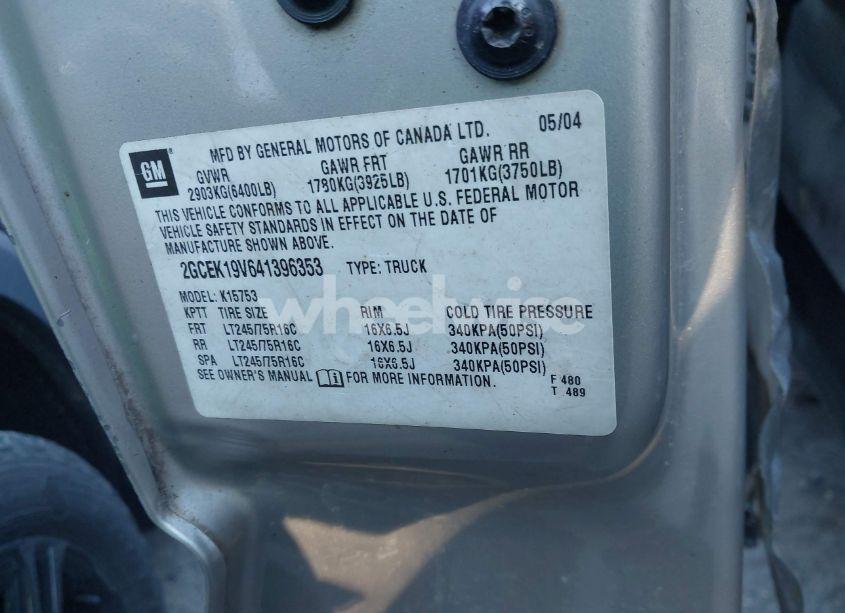 MFD BY GENERAL MOTORS OF CANADA LTD. 05/04
GM
GVWR GAWR FRT GAWR RR
2903KG(6400LB) 1780KG(3925LB) 1701KG(3750LB)
THIS VEHICLE CONFORMS TO ALL APPLICABLE U.S. FEDERAL MOTOR
VEHICLE SAFETY STANDARDS IN EFFECT ON THE DATE OF
MANUFACTURE SHOWN ABOVE.
2GCEK19V641396353 TYPE: TRUCK
MODEL: K15753
KPTT TIRE SIZE RIM COLD TIRE PRESSURE
FRT LT245/75R16C 16X6.5J 340KPA(50PSI)
RR LT245/75R16C 16X6.5J 340KPA(50PSI)
SPA LT245/75R16C 16X6.5J 340KPA(50PSI)
SEE OWNER'S MANUAL FOR MORE INFORMATION.
F 480
T 489
wheelwise